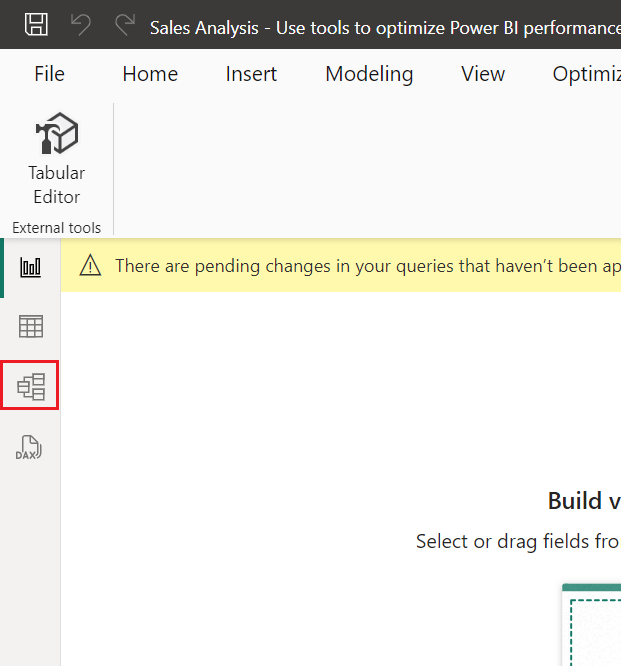 Sales Analysis - Use tools to optimize Power BI performance
File Home Insert Modeling View Optimiz
Tabular
Editor
External tools
There are pending changes in your queries that haven’t been ap
DAX
Build v
Select or drag fields fro